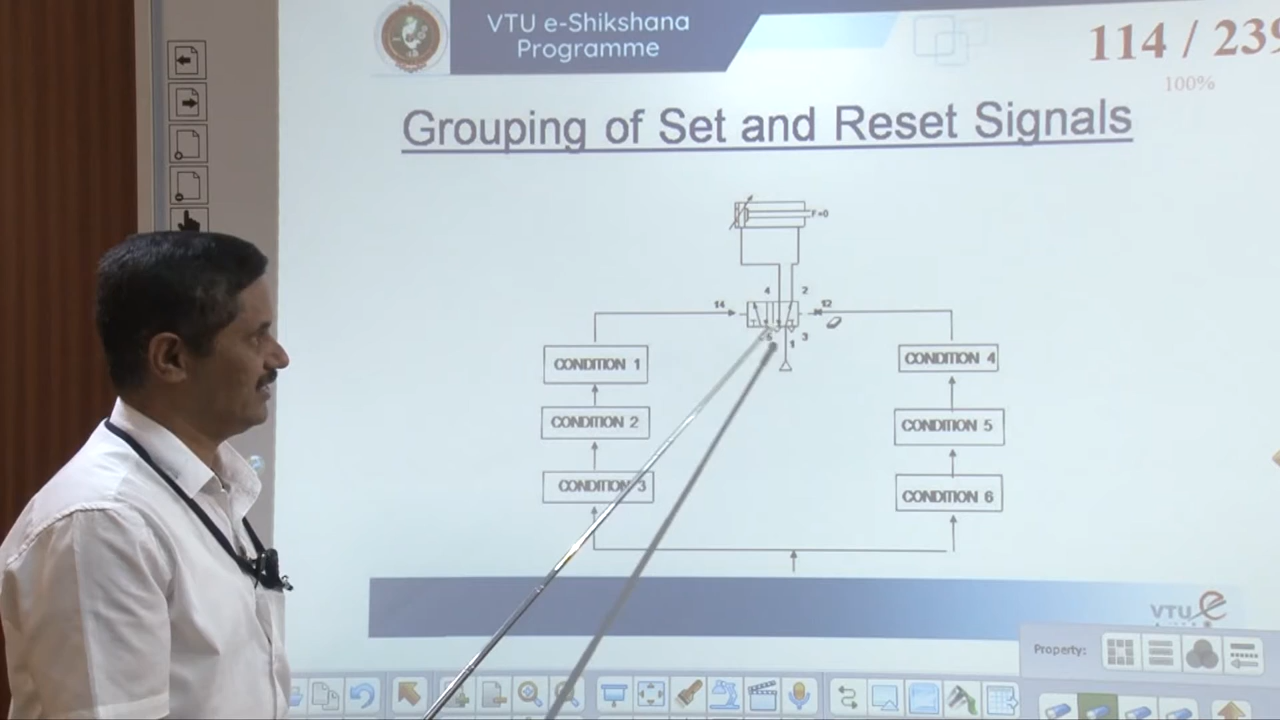 VTU e-Shikshana
Programme
114 / 239
100%
Grouping of Set and Reset Signals
F=0
4
2
14
12
5
1
3
CONDITION 1
CONDITION 4
CONDITION 2
CONDITION 5
CONDITION 3
CONDITION 6
VTU e
Property: